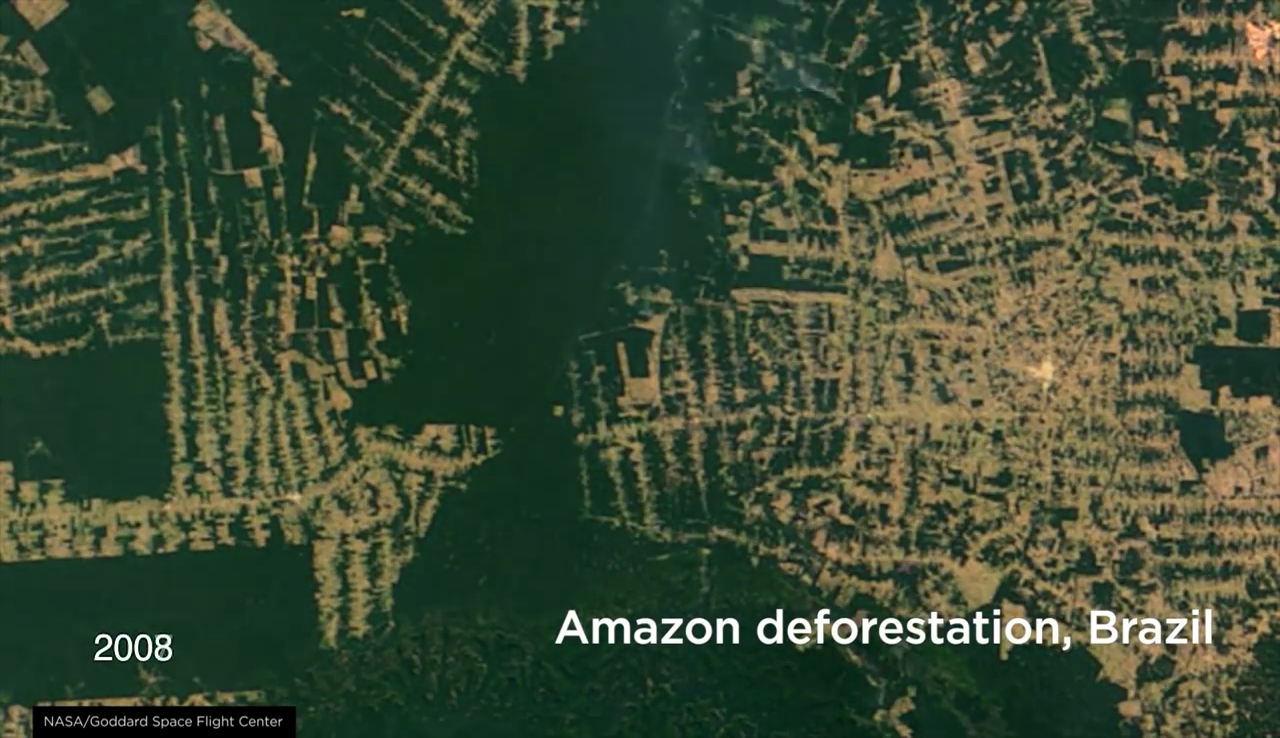 Amazon deforestation, Brazil
2008
NASA/Goddard Space Flight Center